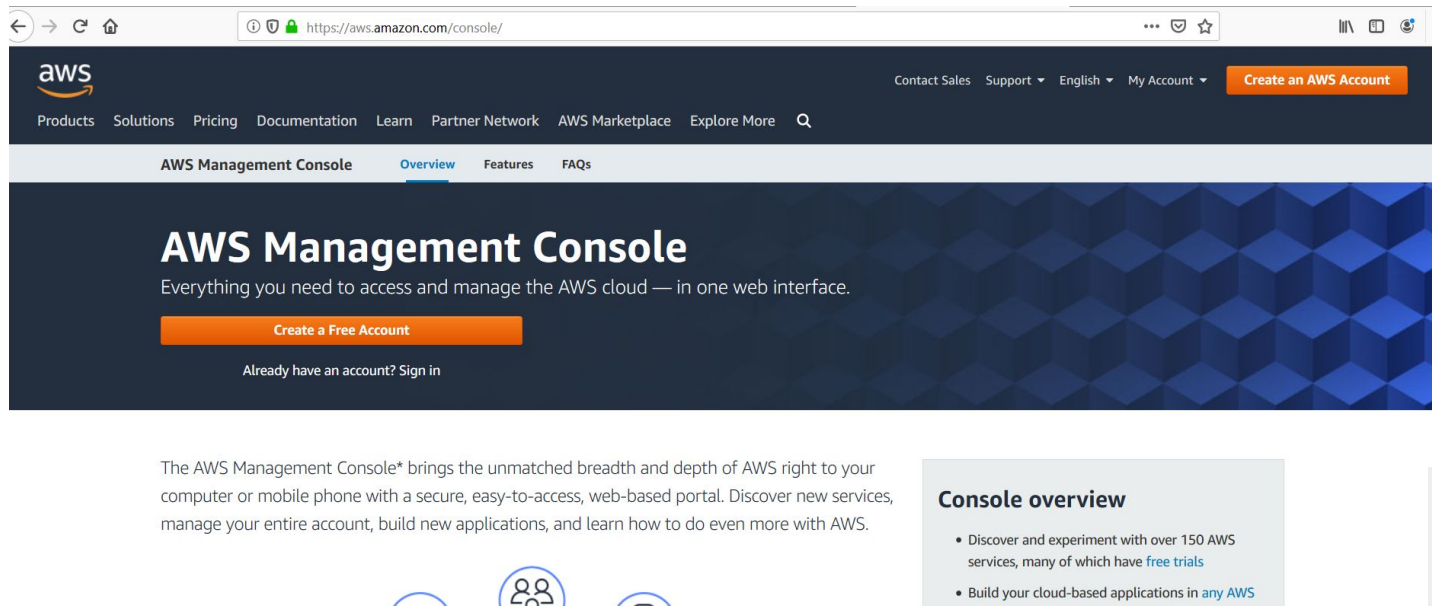 https://aws.amazon.com/console/
aws
Contact Sales Support English My Account Create an AWS Account
Products Solutions Pricing Documentation Learn Partner Network AWS Marketplace Explore More
AWS Management Console Overview Features FAQs
AWS Management Console
Everything you need to access and manage the AWS cloud — in one web interface.
Create a Free Account
Already have an account? Sign in
The AWS Management Console* brings the unmatched breadth and depth of AWS right to your
computer or mobile phone with a secure, easy-to-access, web-based portal. Discover new services,
manage your entire account, build new applications, and learn how to do even more with AWS.
Console overview
• Discover and experiment with over 150 AWS
services, many of which have free trials
• Build your cloud-based applications in any AWS